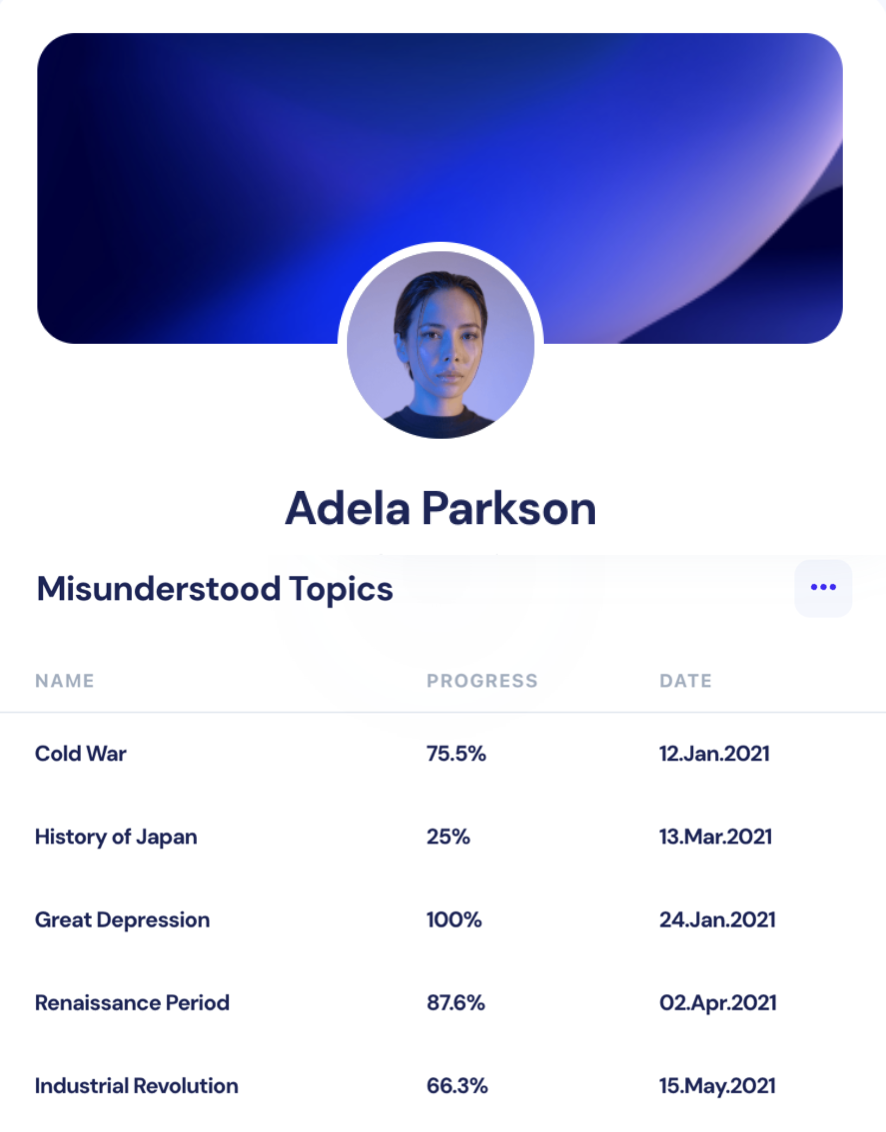 Adela Parkson
Misunderstood Topics
NAME PROGRESS DATE
Cold War 75.5% 12.Jan.2021
History of Japan 25% 13.Mar.2021
Great Depression 100% 24.Jan.2021
Renaissance Period 87.6% 02.Apr.2021
Industrial Revolution 66.3% 15.May.2021